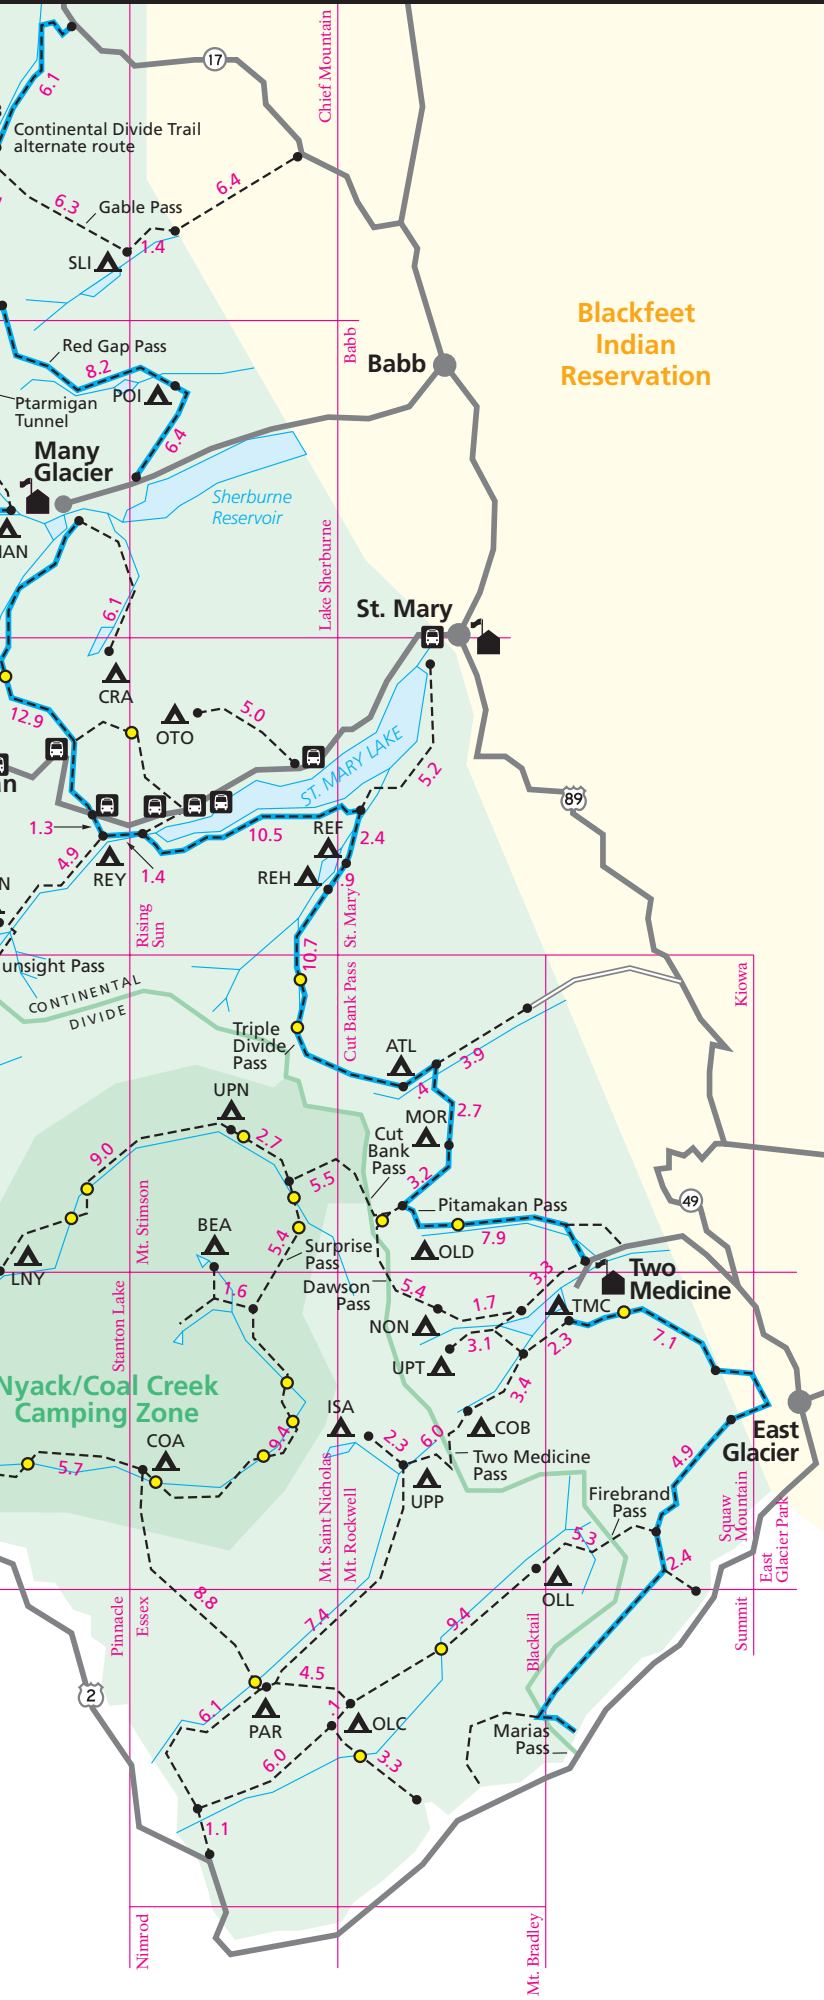 17
Chief Mountain
6.1
Continental Divide Trail
alternate route
6.4
6.3
Gable Pass
1.4
SLI
Blackfeet
Indian
Reservation
Babb
Red Gap Pass
Babb
8.2
POI
Ptarmigan
Tunnel
6.4
Many
Glacier
Sherburne
Reservoir
Lake Sherburne
6.1
St. Mary
CRA
12.9
OTO
5.0
ST. MARY LAKE
5.2
89
1.3
10.5
REF
2.4
4.9
REY
1.4
REH
.9
Rising
Sun
St. Mary
10.7
unsight Pass
CONTINENTAL
DIVIDE
Kiowa
Cut Bank Pass
Triple
Divide
Pass
ATL
3.9
.4
UPN
MOR
2.7
Cut
Bank
Pass
2.7
9.0
5.5
3.2
Pitamakan Pass
49
Mt. Stimson
BEA
5.4
Surprise
Pass
7.9
OLD
LNY
Dawson
Pass
3.3
Two
Medicine
Stanton Lake
1.6
5.4
1.7
TMC
NON
3.1
2.3
7.1
UPT
Nyack/Coal Creek
Camping Zone
3.4
ISA
COA
9.4
2.3
6.0
COB
East
Glacier
5.7
Two Medicine
Pass
4.9
UPP
Firebrand
Pass
Squaw
Mountain
East
Glacier Park
Mt. Saint Nicholas
Mt. Rockwell
5.3
2.4
OLL
8.8
7.4
9.4
Pinnacle
Essex
Blacktail
Summit
2
4.5
6.1
PAR
.1
OLC
Marias
Pass
6.0
3.3
1.1
Nimrod
Mt. Bradley